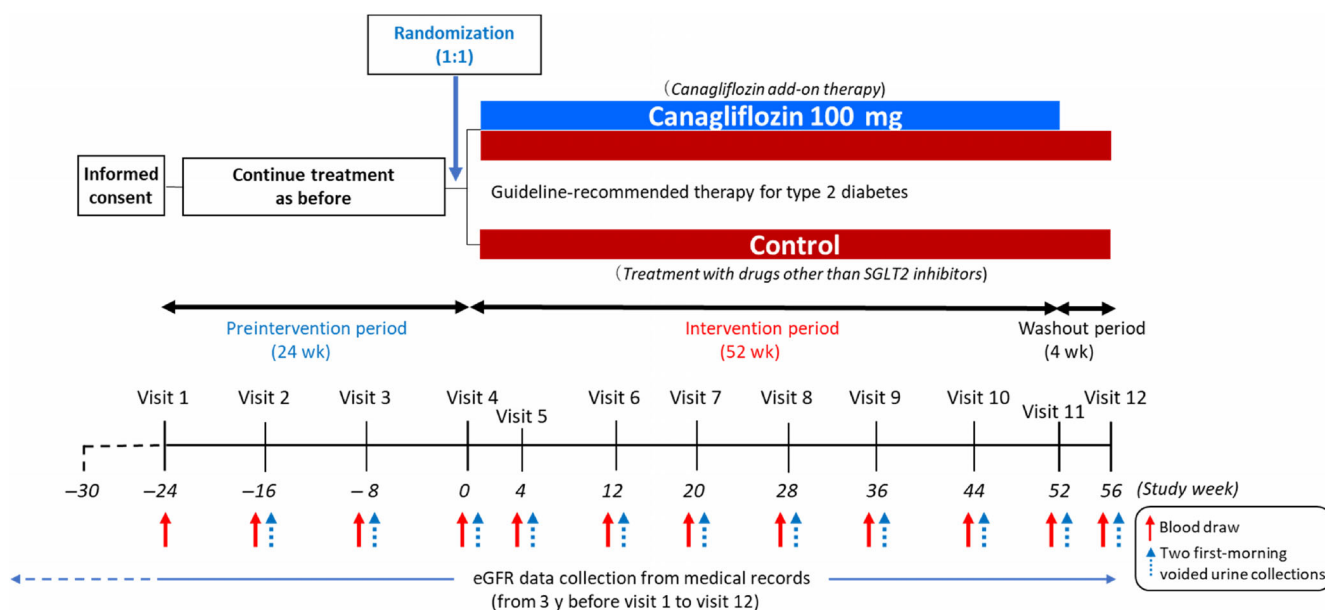 Randomization
(1:1)
(Canagliflozin add-on therapy)
Canagliflozin 100 mg
Informed
consent
Continue treatment
as before
Guideline-recommended therapy for type 2 diabetes
Control
(Treatment with drugs other than SGLT2 inhibitors)
Preintervention period
(24 wk)
Intervention period
(52 wk)
Washout period
(4 wk)
Visit 1 Visit 2 Visit 3 Visit 4 Visit 5 Visit 6 Visit 7 Visit 8 Visit 9 Visit 10 Visit 11 Visit 12
−30 −24 −16 −8 0 4 12 20 28 36 44 52 56 (Study week)
Blood draw
Two first-morning
voided urine collections
eGFR data collection from medical records
(from 3 y before visit 1 to visit 12)